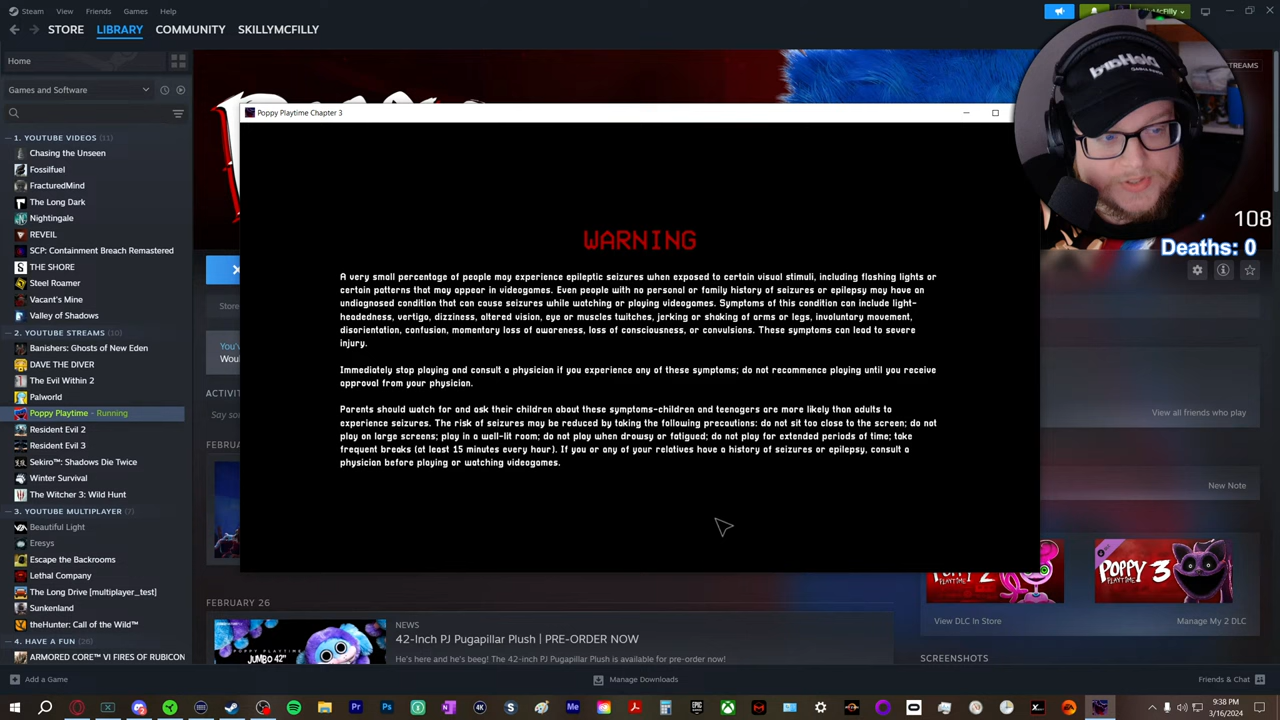 Steam View Friends Games Help
STORE LIBRARY COMMUNITY SKILLYMCFILLY
Home
Games and Software
1. YOUTUBE VIDEOS (11)
Chasing the Unseen
Fossilfuel
FracturedMind
The Long Dark
Nightingale
REVEIL
SCP: Containment Breach Remastered
THE SHORE
Steel Roamer
Vacant's Mine
Valley of Shadows
2. YOUTUBE STREAMS (11)
Banishers: Ghosts of New Eden
DAVE THE DIVER
The Evil Within 2
Palworld
Poppy Playtime - Running
Resident Evil 2
Resident Evil 3
Sekiro™: Shadows Die Twice
Winter Survival
The Witcher 3: Wild Hunt
3. YOUTUBE MULTIPLAYER (7)
Beautiful Light
Eresys
Escape the Backrooms
Lethal Company
The Long Drive [multiplayer_test]
Sunkenland
theHunter: Call of the Wild™
4. HAVE A FUN (26)
ARMORED CORE™ VI FIRES OF RUBICON
Add a Game
Poppy Playtime Chapter 3
WARNING
A very small percentage of people may experience epileptic seizures when exposed to certain visual stimuli, including flashing lights or
certain patterns that may appear in videogames. Even people with no personal or family history of seizures or epilepsy may have an
undiagnosed condition that can cause seizures while watching or playing videogames. Symptoms of this condition can include light-
headedness, vertigo, dizziness, altered vision, eye or muscles twitches, jerking or shaking of arms or legs, involuntary movement,
disorientation, confusion, momentary loss of awareness, loss of consciousness, or convulsions. These symptoms can lead to severe
injury.
Immediately stop playing and consult a physician if you experience any of these symptoms; do not recommence playing until you receive
approval from your physician.
Parents should watch for and ask their children about these symptoms-children and teenagers are more likely than adults to
experience seizures. The risk of seizures may be reduced by taking the following precautions: do not sit too close to the screen; do not
play on large screens; play in a well-lit room; do not play when drowsy or fatigued; do not play for extended periods of time; take
frequent breaks (at least 15 minutes every hour). If you or any of your relatives have a history of seizures or epilepsy, consult a
physician before playing or watching videogames.
STREAMS
108
Deaths: 0
Store
You'v
Wou
ACTIVI
Say so
FEBRUA
View all friends who play
New Note
POPPY
PLAYTIME 2
POPPY
PLAYTIME 3
View DLC In Store
Manage My 2 DLC
SCREENSHOTS
FEBRUARY 26
JUMBO 42"
NEWS
42-Inch PJ Pugapillar Plush | PRE-ORDER NOW
He's here and he's beeg! The 42-inch PJ Pugapillar Plush is available for pre-order now!
Manage Downloads
Friends & Chat
9:38 PM
3/16/2024